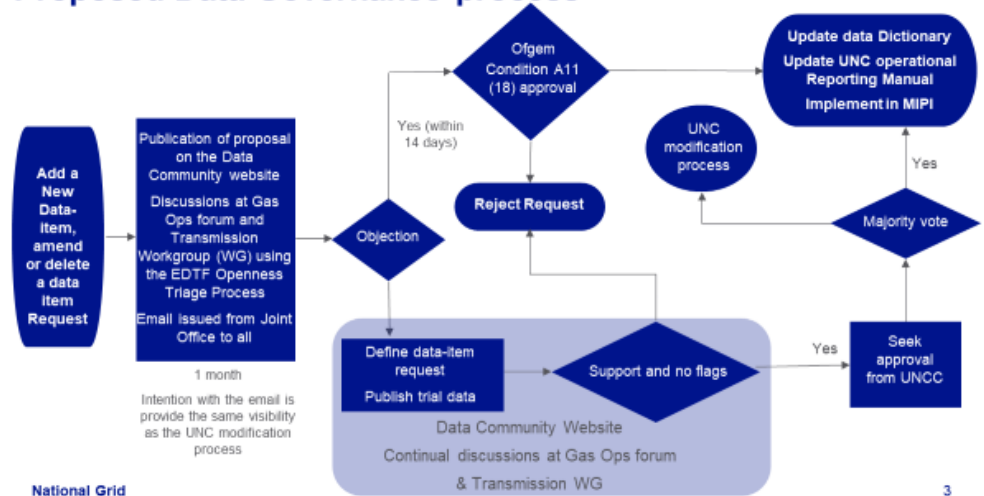 Proposed Data Governance process
Add a
New
Data-
item,
amend
or delete
a data
item
Request
Publication of proposal
on the Data
Community website
Discussions at Gas
Ops forum and
Transmission
Workgroup (WG) using
the EDTF Openness
Triage Process
Email issued from Joint
Office to all
1 month
Intention with the email is
provide the same visibility
as the UNC modification
process
Objection
Yes (within
14 days)
Ofgem
Condition A11
(18) approval
Reject Request
Define data-item
request
Publish trial data
Support and no flags
Data Community Website
Continual discussions at Gas Ops forum
& Transmission WG
Yes
Seek
approval
from UNCC
Majority vote
Yes
UNC
modification
process
Update data Dictionary
Update UNC operational
Reporting Manual
Implement in MIPI
National Grid
3